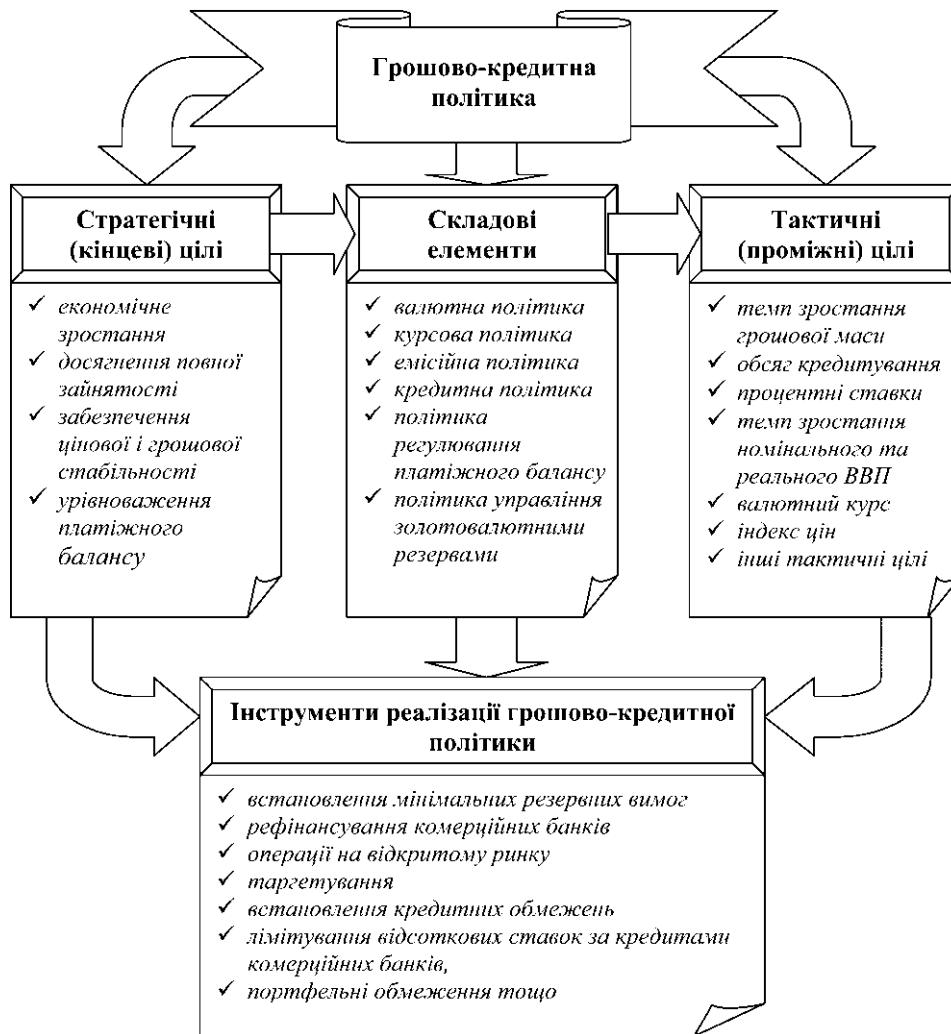 Грошово-кредитна
політика
Стратегічні
(кінцеві) цілі
✓ економічне
зростання
✓ досягнення повної
зайнятості
✓ забезпечення
цінової і грошової
стабільності
✓ урівноваження
платіжного
балансу
Складові
елементи
✓ валютна політика
✓ курсова політика
✓ емісійна політика
✓ кредитна політика
✓ політика
регулювання
платіжного балансу
✓ політика управління
золотовалютними
резервами
Тактичні
(проміжні) цілі
✓ темп зростання
грошової маси
✓ обсяг кредитування
✓ процентні ставки
✓ темп зростання
номінального та
реального ВВП
✓ валютний курс
✓ індекс цін
✓ інші тактичні цілі
Інструменти реалізації грошово-кредитної
політики
✓ встановлення мінімальних резервних вимог
✓ рефінансування комерційних банків
✓ операції на відкритому ринку
✓ таргетування
✓ встановлення кредитних обмежень
✓ лімітування відсоткових ставок за кредитами
комерційних банків,
✓ портфельні обмеження тощо